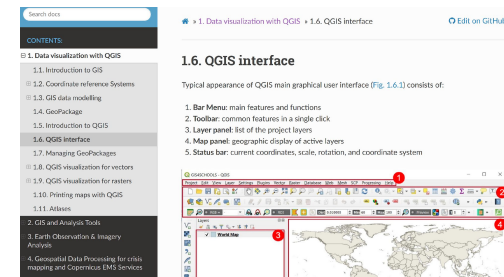 Search docs
CONTENTS:
1. Data visualization with QGIS
1.1. Introduction to GIS
1.2. Coordinate reference Systems
1.3. GIS data modelling
1.4. GeoPackage
1.5. Introduction to QGIS
1.6. QGIS interface
1.7. Managing GeoPackages
1.8. QGIS visualization for vectors
1.9. QGIS visualization for rasters
1.10. Printing maps with QGIS
1.11. Atlases
2. GIS and Analysis Tools
3. Earth Observation & Imagery
Analysis
4. Geospatial Data Processing for crisis
mapping and Copernicus EMS Services
» 1. Data visualization with QGIS » 1.6. QGIS interface
Edit on GitHub
1.6. QGIS interface
Typical appearance of QGIS main graphical user interface (Fig. 1.6.1) consists of:
1. Bar Menu: main features and functions
2. Toolbar: common features in a single click
3. Layer panel: list of the project layers
4. Map panel: geographic display of active layers
5. Status bar: current coordinates, scale, rotation, and coordinate system
GIS4SCHOOLS - QGIS
Project Edit View Layer Settings Plugins Vector Raster Database Web Mesh SCP Processing Help
1
2
Layers
World Map
3
4